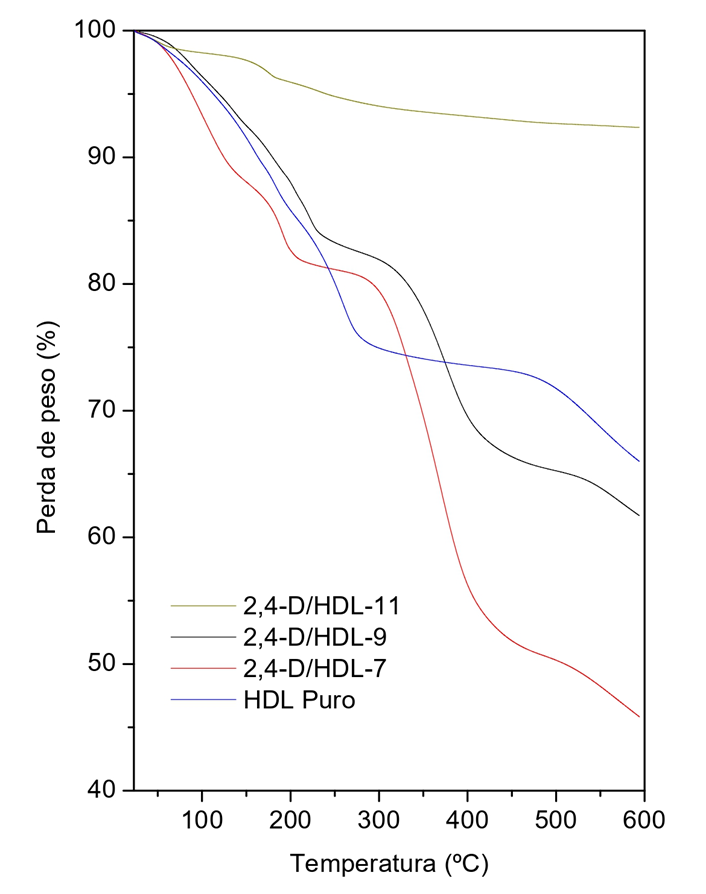 100
90
80
70
60
50
40
Perda de peso (%)
2,4-D/HDL-11
2,4-D/HDL-9
2,4-D/HDL-7
HDL Puro
100 200 300 400 500 600
Temperatura (ºC)